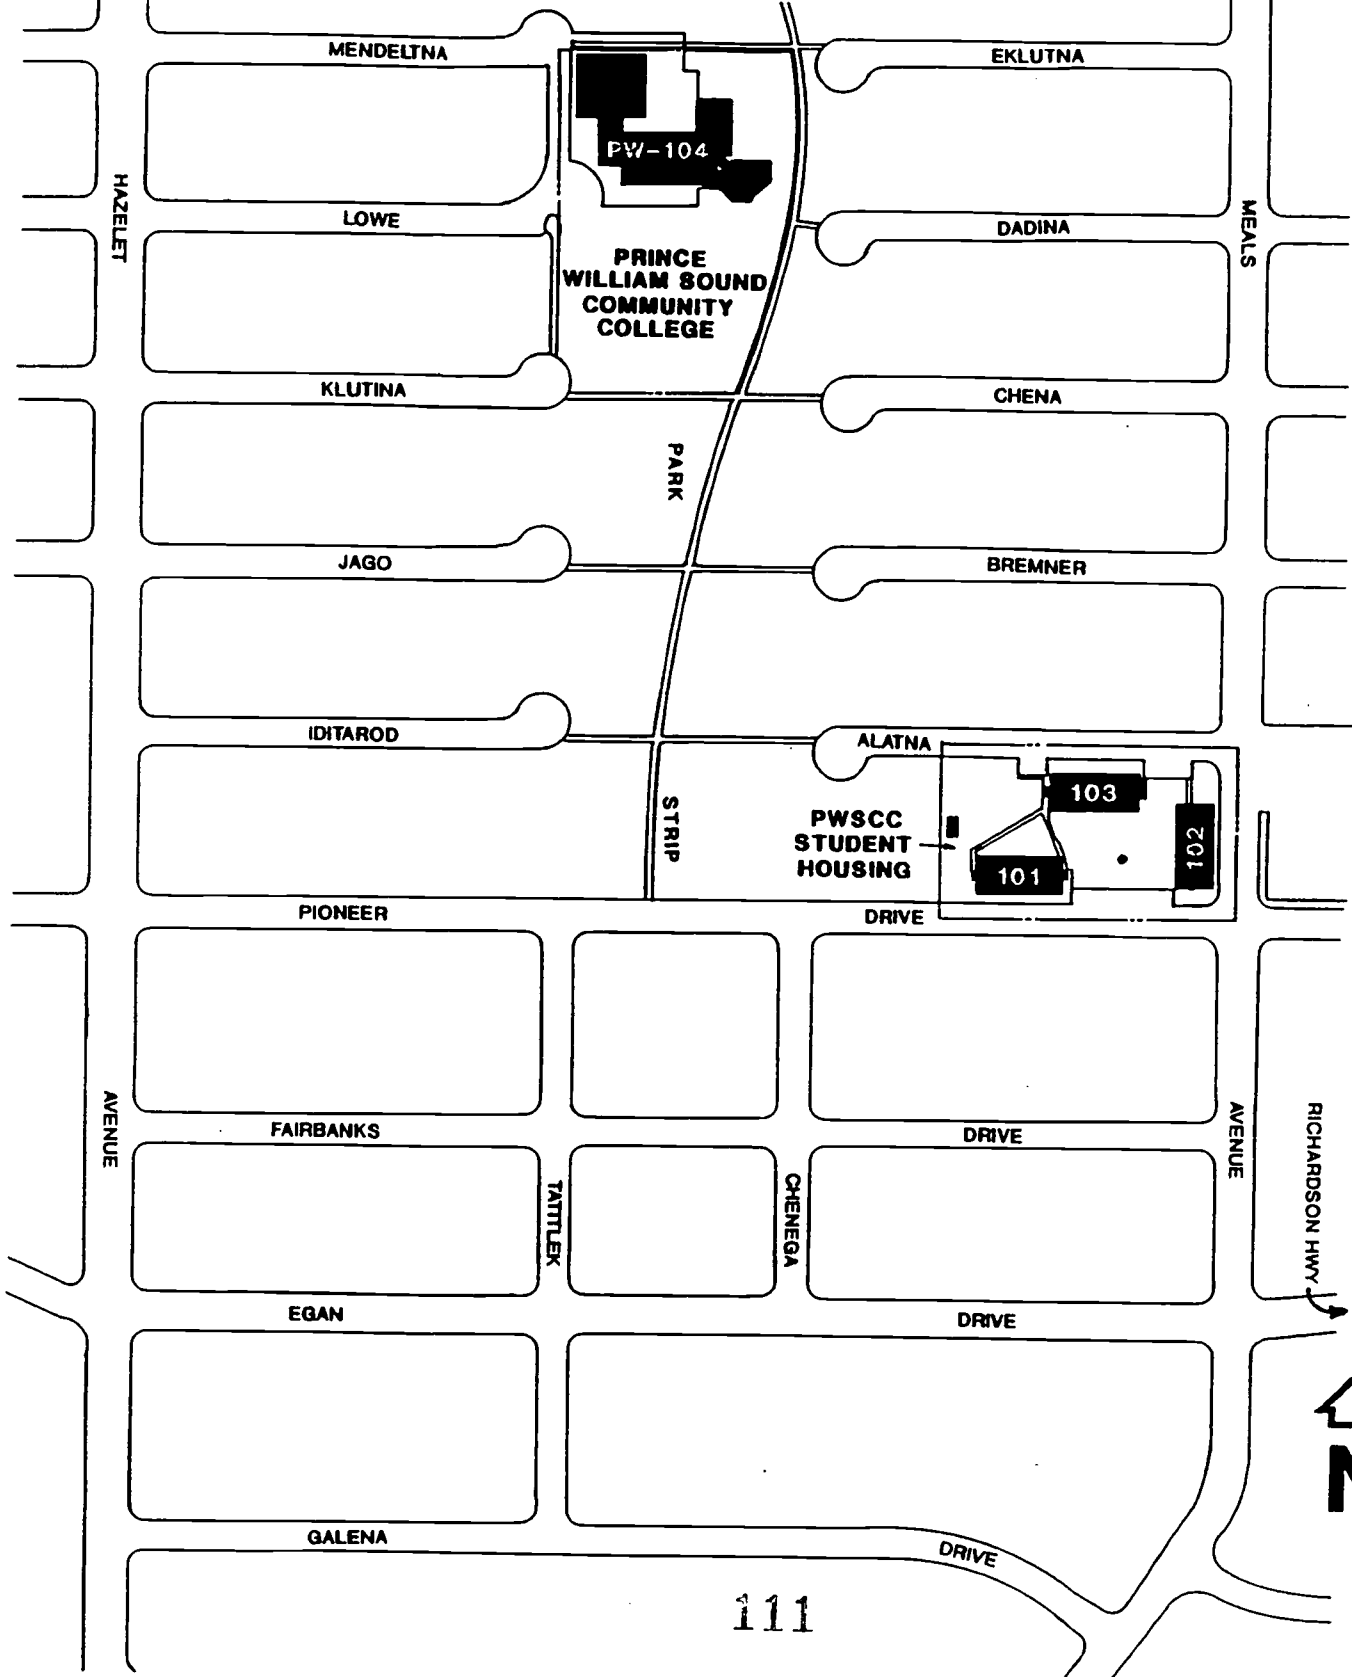 MENDELTNA
EKLUTNA
PW-104
HAZELET
LOWE
DADINA
MEALS
PRINCE
WILLIAM SOUND
COMMUNITY
COLLEGE
KLUTINA
CHENA
PARK
JAGO
BREMNER
IDITAROD
ALATNA
103
PWSCC
STUDENT
HOUSING
102
STRIP
101
PIONEER
DRIVE
AVENUE
FAIRBANKS
DRIVE
AVENUE
RICHARDSON HWY
TATITLEK
CHENEGA
EGAN
DRIVE
N
GALENA
DRIVE
111